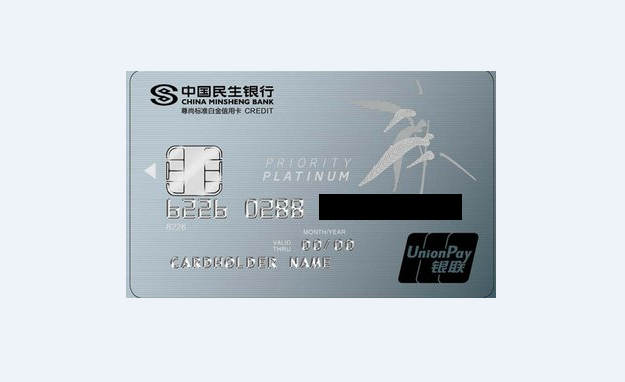 中国民生银行
CHINA MINSHENG BANK
尊尚标准白金信用卡 CREDIT
PRIORITY
PLATINUM
6226 0288
6226
MONTH/YEAR
VALID THRU 00/00
CARDHOLDER NAME
UnionPay
银联